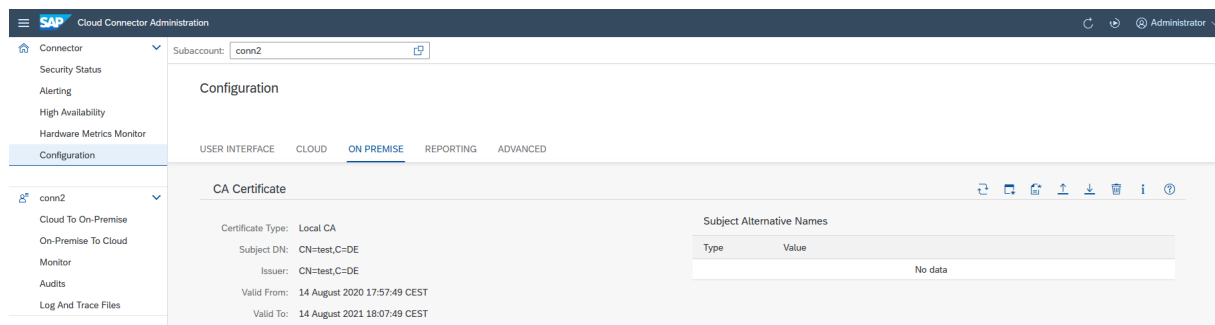 SAP Cloud Connector Administration
Administrator
Connector
Security Status
Alerting
High Availability
Hardware Metrics Monitor
Configuration
conn2
Cloud To On-Premise
On-Premise To Cloud
Monitor
Audits
Log And Trace Files
Subaccount: conn2
Configuration
USER INTERFACE CLOUD ON PREMISE REPORTING ADVANCED
CA Certificate
Certificate Type: Local CA
Subject DN: CN=test,C=DE
Issuer: CN=test,C=DE
Valid From: 14 August 2020 17:57:49 CEST
Valid To: 14 August 2021 18:07:49 CEST
Subject Alternative Names
Type Value
No data